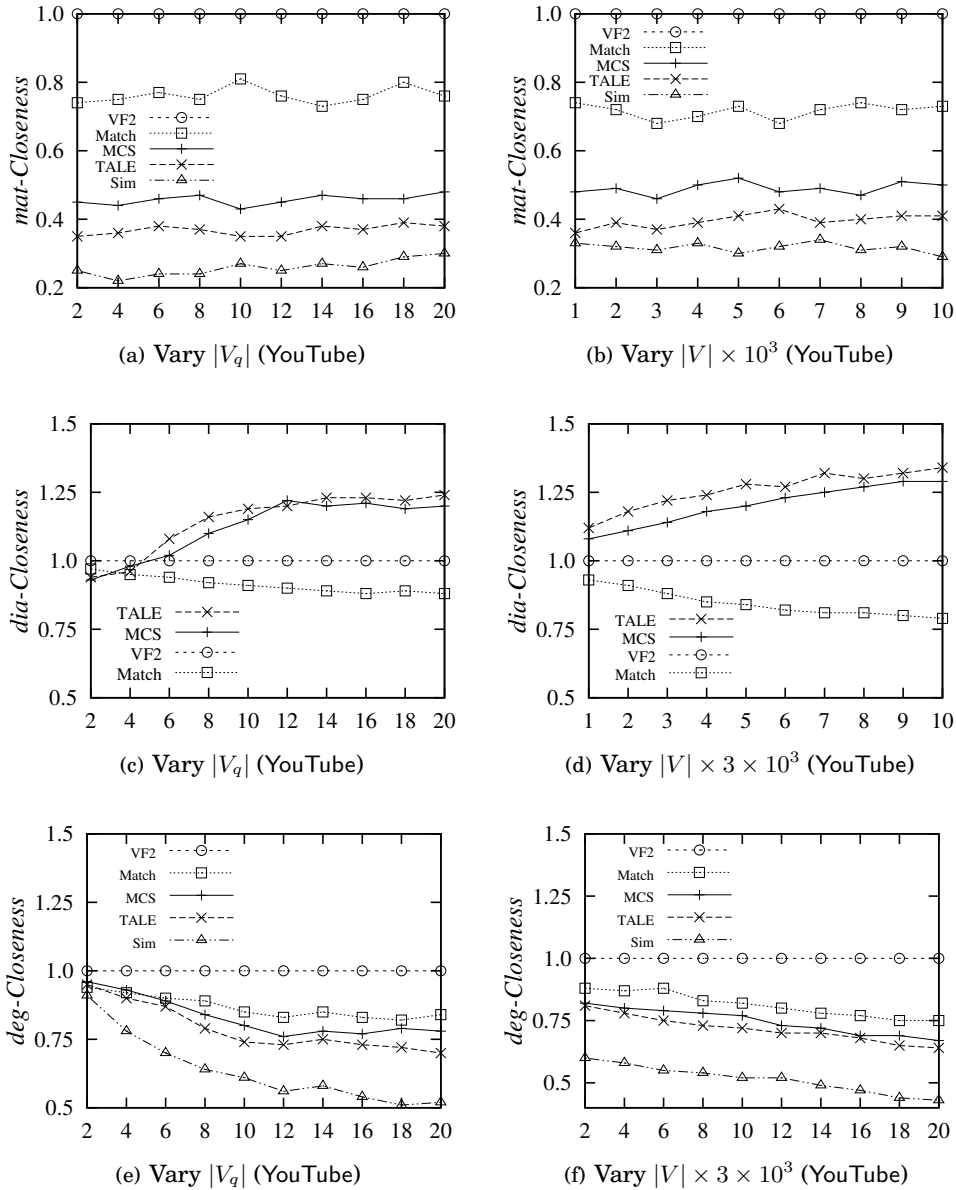 1.0
0.8
0.6
0.4
0.2
mat-Closeness
VF2
Match
MCS
TALE
Sim
2 4 6 8 10 12 14 16 18 20
(a) Vary |V_q| (YouTube)
1.0
0.8
0.6
0.4
0.2
mat-Closeness
VF2
Match
MCS
TALE
Sim
1 2 3 4 5 6 7 8 9 10
(b) Vary |V| × 10³ (YouTube)
1.5
1.25
1.0
0.75
0.5
dia-Closeness
TALE
MCS
VF2
Match
2 4 6 8 10 12 14 16 18 20
(c) Vary |V_q| (YouTube)
1.5
1.25
1.0
0.75
0.5
dia-Closeness
TALE
MCS
VF2
Match
1 2 3 4 5 6 7 8 9 10
(d) Vary |V| × 3 × 10³ (YouTube)
1.5
1.25
1.0
0.75
0.5
deg-Closeness
VF2
Match
MCS
TALE
Sim
2 4 6 8 10 12 14 16 18 20
(e) Vary |V_q| (YouTube)
1.5
1.25
1.0
0.75
0.5
deg-Closeness
VF2
Match
MCS
TALE
Sim
2 4 6 8 10 12 14 16 18 20
(f) Vary |V| × 3 × 10³ (YouTube)